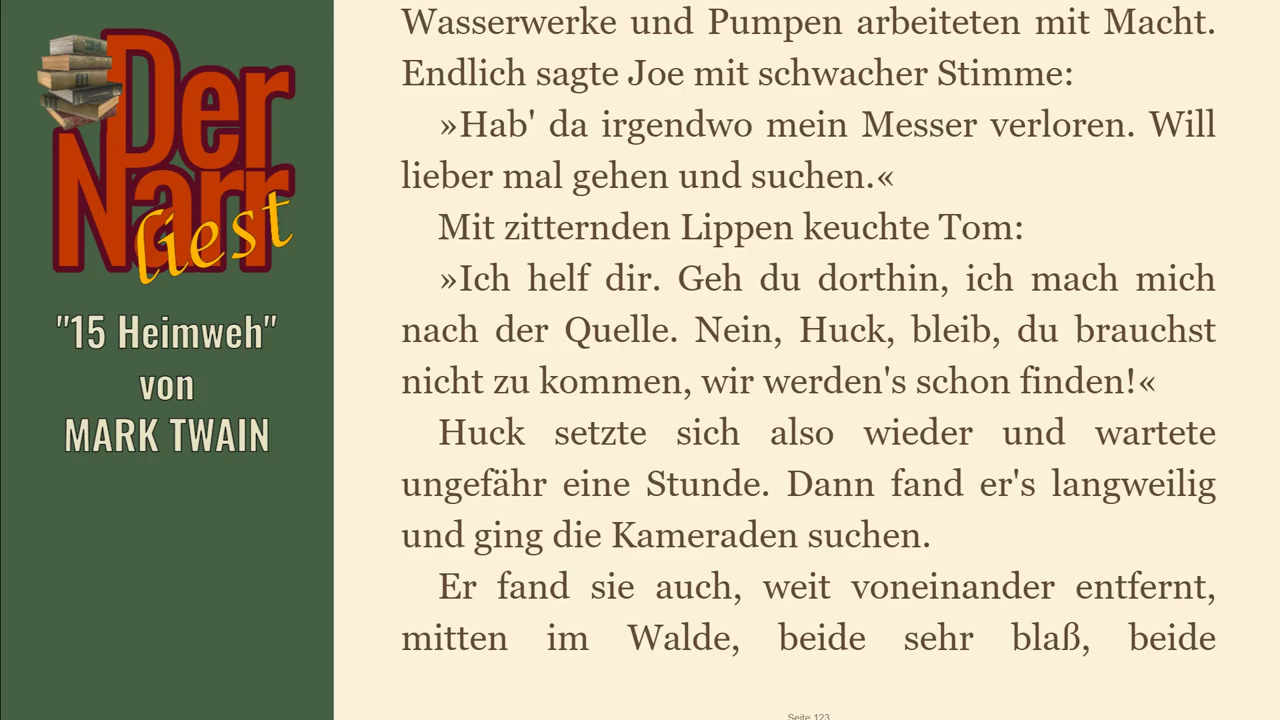 Der
Narr
liest
"15 Heimweh"
von
MARK TWAIN
Wasserwerke und Pumpen arbeiteten mit Macht.
Endlich sagte Joe mit schwacher Stimme:
»Hab' da irgendwo mein Messer verloren. Will
lieber mal gehen und suchen.«
Mit zitternden Lippen keuchte Tom:
»Ich helf dir. Geh du dorthin, ich mach mich
nach der Quelle. Nein, Huck, bleib, du brauchst
nicht zu kommen, wir werden's schon finden!«
Huck setzte sich also wieder und wartete
ungefähr eine Stunde. Dann fand er's langweilig
und ging die Kameraden suchen.
Er fand sie auch, weit voneinander entfernt,
mitten im Walde, beide sehr blaß, beide
Seite 123